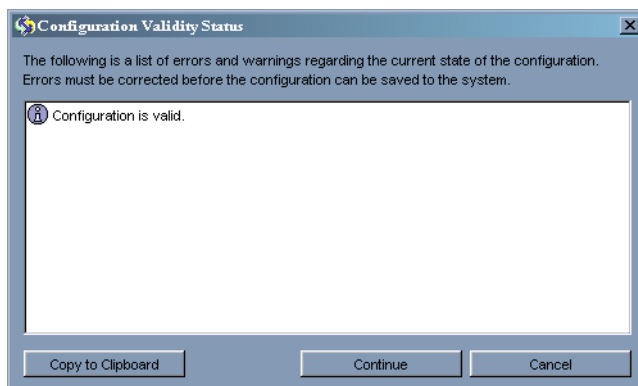 Configuration Validity Status
The following is a list of errors and warnings regarding the current state of the configuration.
Errors must be corrected before the configuration can be saved to the system.
Configuration is valid.
Copy to Clipboard
Continue
Cancel